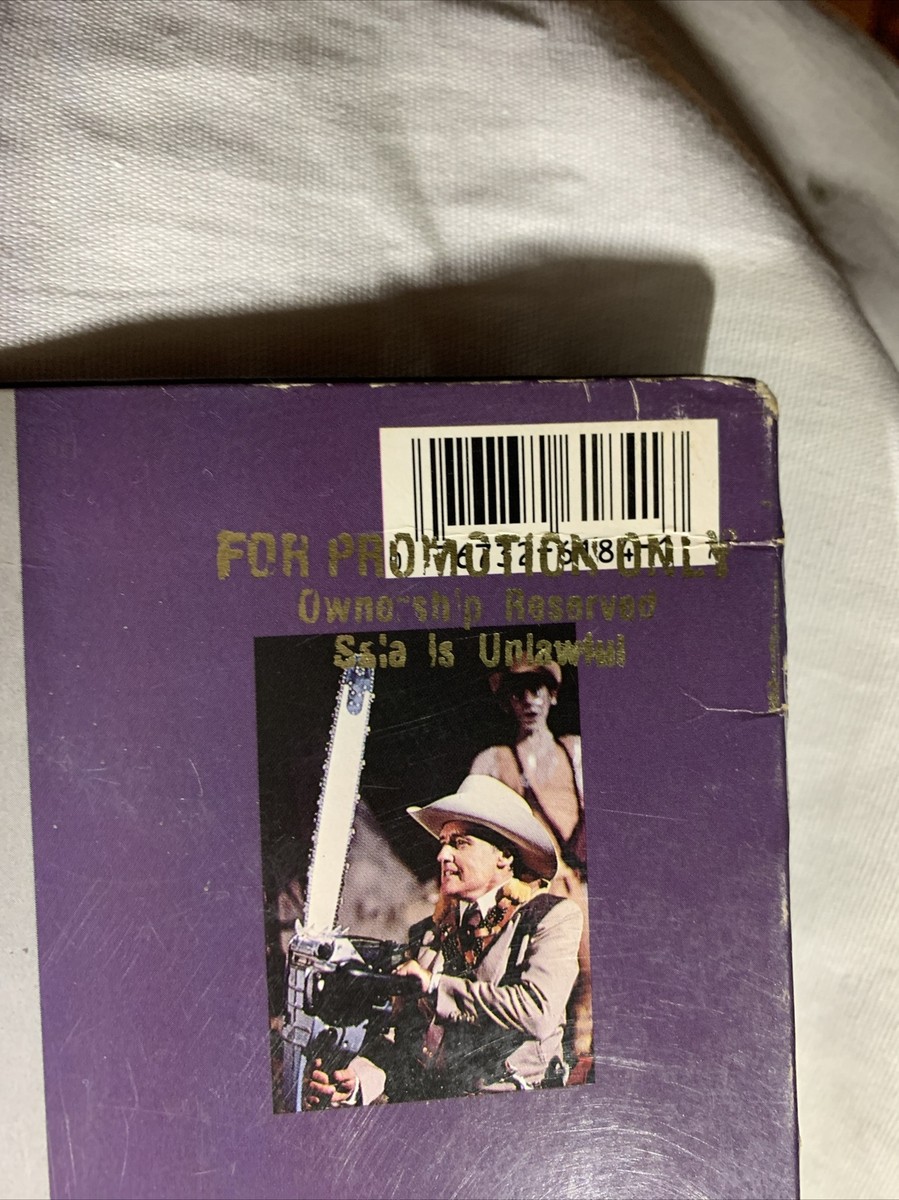 FOR PROMOTION ONLY
Ownership Reserved
Sale Is Unlawful